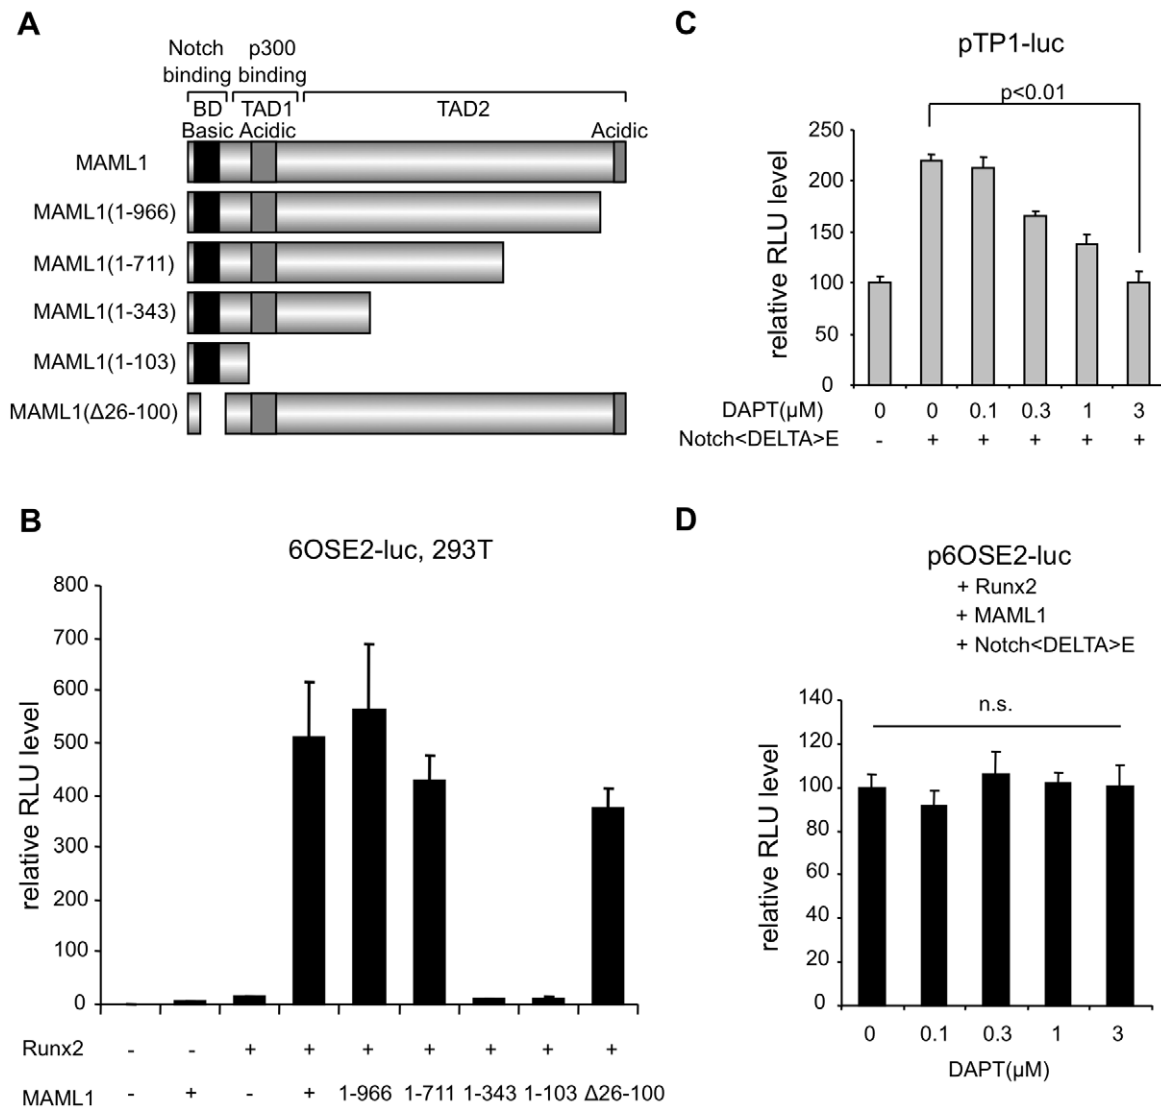 A
Notch p300
binding binding
BD TAD1 TAD2
Basic Acidic Acidic
MAML1
MAML1(1-966)
MAML1(1-711)
MAML1(1-343)
MAML1(1-103)
MAML1(Δ26-100)
B
6OSE2-luc, 293T
relative RLU level
800
700
600
500
400
300
200
100
0
Runx2 - - + + + + + + +
MAML1 - + - + 1-966 1-711 1-343 1-103 Δ26-100
C
pTP1-luc
p<0.01
relative RLU level
250
200
150
100
50
0
DAPT(μM) 0 0 0.1 0.3 1 3
Notch<DELTA>E - + + + + +
D
p6OSE2-luc
+ Runx2
+ MAML1
+ Notch<DELTA>E
n.s.
relative RLU level
140
120
100
80
60
40
20
0
0 0.1 0.3 1 3
DAPT(μM)